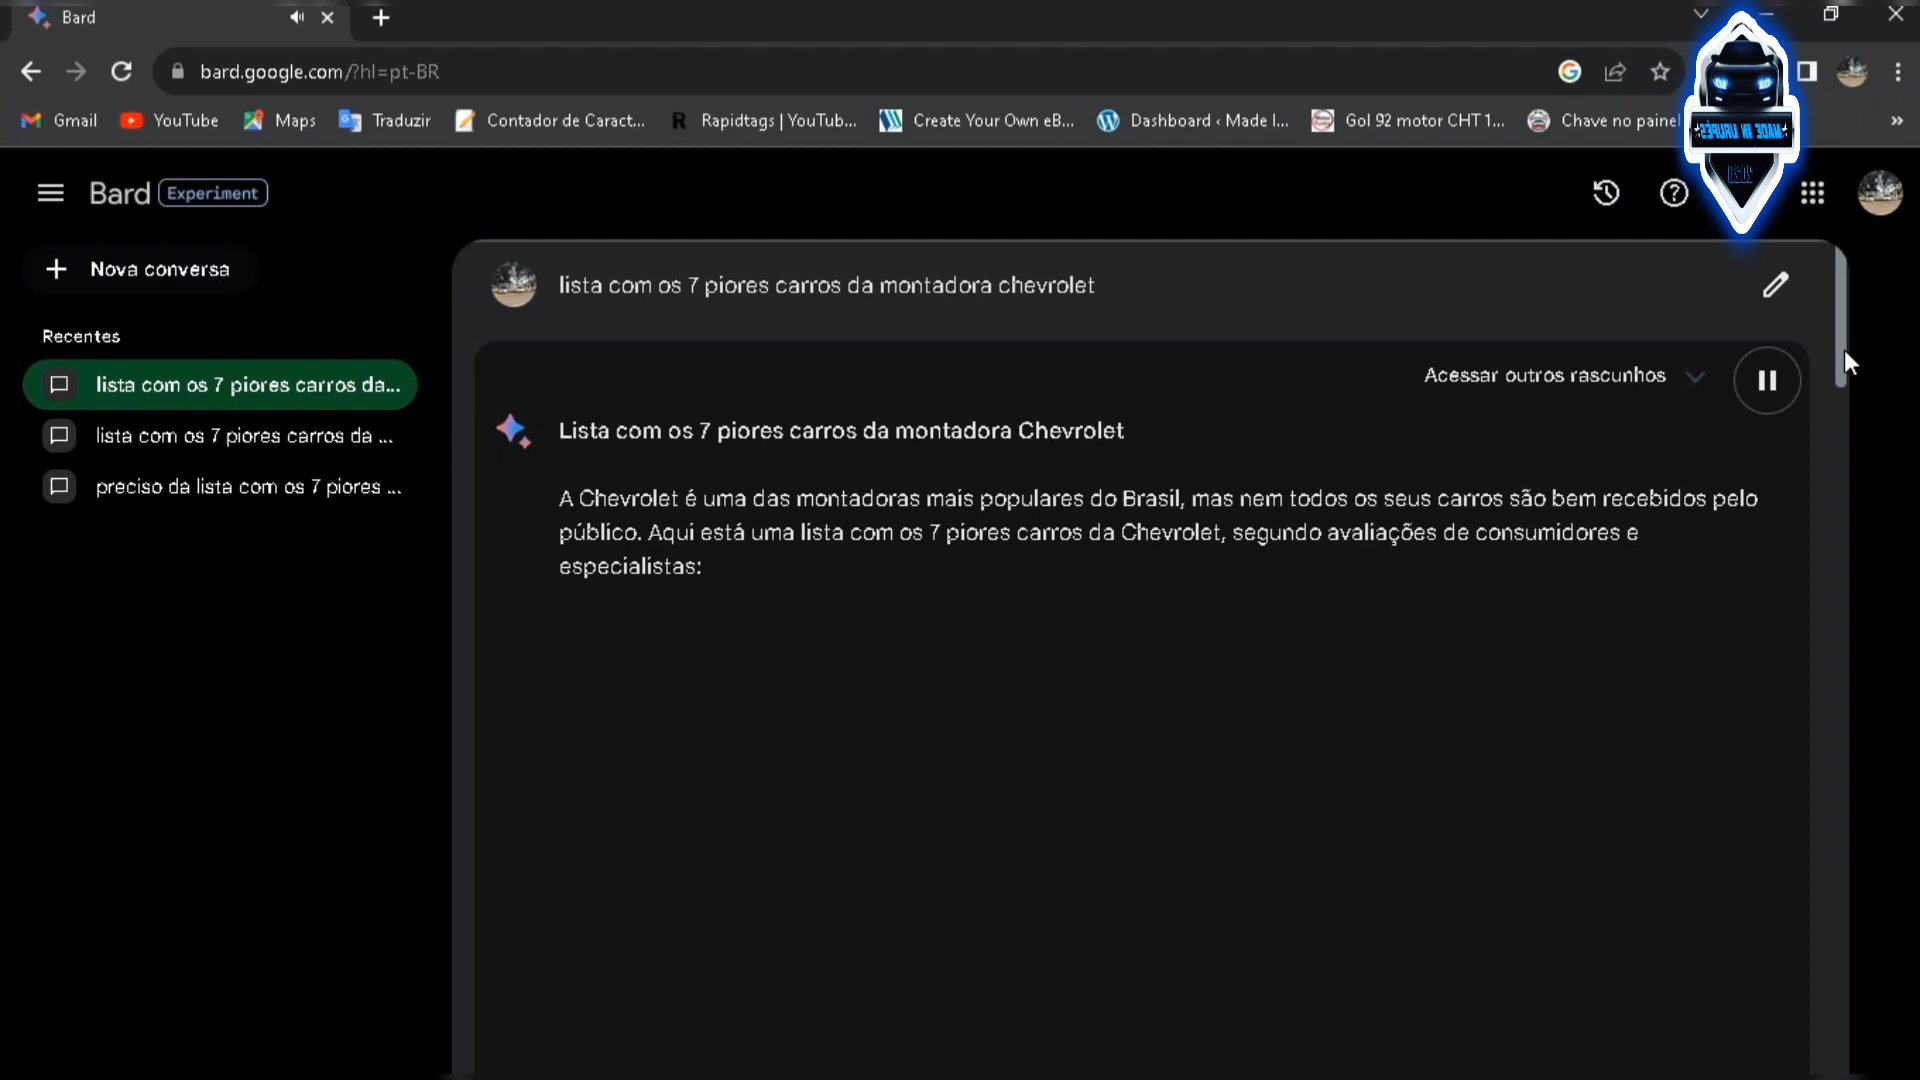 Bard
bard.google.com/?hl=pt-BR
Gmail
YouTube
Maps
Traduzir
Contador de Caract...
Rapidtags | YouTub...
Create Your Own eB...
Dashboard ‹ Made I...
Gol 92 motor CHT 1...
Chave no painel
»
MADE IN URUPÊS
2020
Bard Experiment
Nova conversa
Recentes
lista com os 7 piores carros da...
lista com os 7 piores carros da ...
preciso da lista com os 7 piores ...
lista com os 7 piores carros da montadora chevrolet
Acessar outros rascunhos
Lista com os 7 piores carros da montadora Chevrolet
A Chevrolet é uma das montadoras mais populares do Brasil, mas nem todos os seus carros são bem recebidos pelo
público. Aqui está uma lista com os 7 piores carros da Chevrolet, segundo avaliações de consumidores e
especialistas: